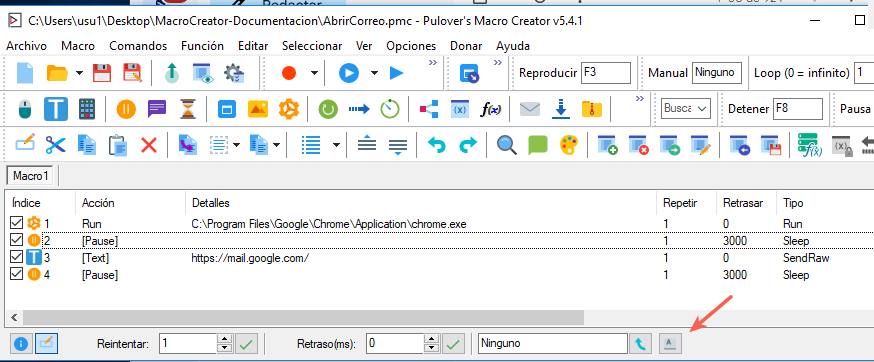 Redactar
C:\Users\usu1\Desktop\MacroCreator-Documentacion\AbrirCorreo.pmc - Pulover's Macro Creator v5.4.1
Archivo Macro Comandos Función Editar Seleccionar Ver Opciones Donar Ayuda
Reproducir F3 Manual Ninguno Loop (0 = infinito) 1
Busca Detener F8 Pausa
Macro1
Índice Acción Detalles Repetir Retrasar Tipo
1 Run C:\Program Files\Google\Chrome\Application\chrome.exe 1 0 Run
2 [Pause] 1 3000 Sleep
3 [Text] https://mail.google.com/ 1 0 SendRaw
4 [Pause] 1 3000 Sleep
Reintentar: 1 Retraso(ms): 0 Ninguno A